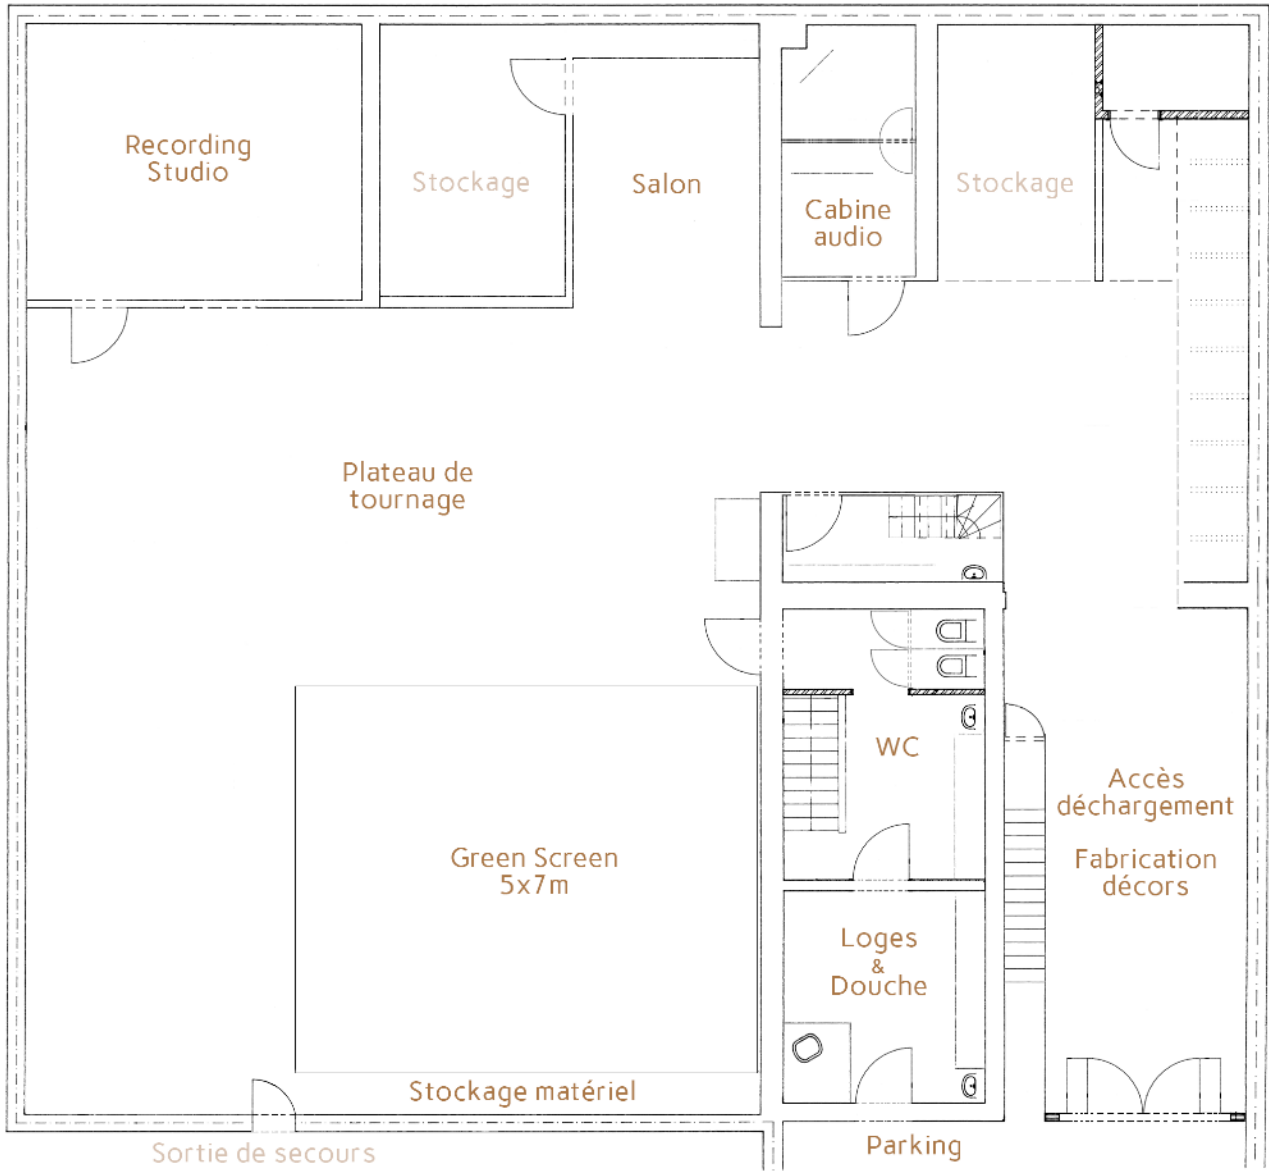 Recording
Studio
Stockage
Salon
Cabine
audio
Stockage
Plateau de
tournage
WC
Accès
déchargement
Fabrication
décors
Green Screen
5x7m
Loges
&
Douche
Stockage matériel
Sortie de secours
Parking